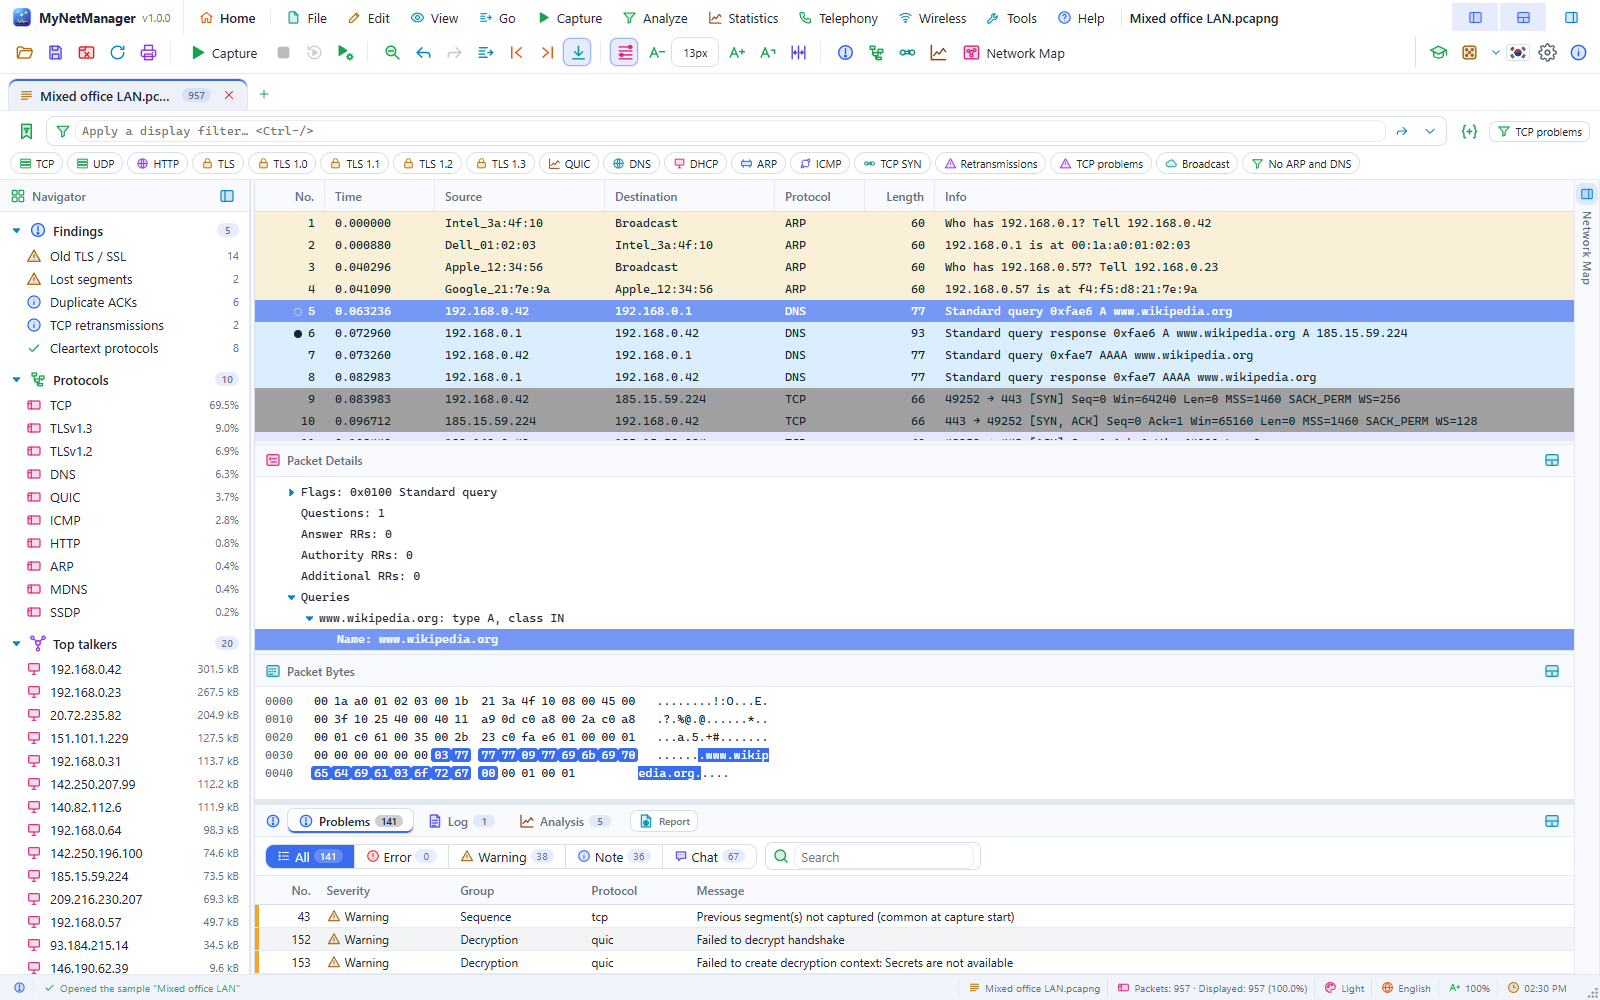 MyNetManager v1.0.0 Home File Edit View Go Capture Analyze Statistics Telephony Wireless Tools Help Mixed office LAN.pcapng
Capture A− 13px A+ Network Map
Mixed office LAN.pc... 957
Apply a display filter… <Ctrl-/> TCP problems
TCP UDP HTTP TLS TLS 1.0 TLS 1.1 TLS 1.2 TLS 1.3 QUIC DNS DHCP ARP ICMP TCP SYN Retransmissions TCP problems Broadcast No ARP and DNS
Navigator
Findings 5
Old TLS / SSL 14
Lost segments 2
Duplicate ACKs 6
TCP retransmissions 2
Cleartext protocols 8
Protocols 10
TCP 69.5%
TLSv1.3 9.0%
TLSv1.2 6.9%
DNS 6.3%
QUIC 3.7%
ICMP 2.8%
HTTP 0.8%
ARP 0.4%
MDNS 0.4%
SSDP 0.2%
Top talkers 20
192.168.0.42 301.5 kB
192.168.0.23 267.5 kB
20.72.235.82 204.9 kB
151.101.1.229 127.5 kB
192.168.0.31 113.7 kB
142.250.207.99 112.2 kB
140.82.112.6 111.9 kB
192.168.0.64 98.3 kB
142.250.196.100 74.6 kB
185.15.59.224 73.5 kB
209.216.230.207 69.3 kB
192.168.0.57 49.7 kB
93.184.215.14 34.5 kB
146.190.62.39 9.6 kB
No. Time Source Destination Protocol Length Info
1 0.000000 Intel_3a:4f:10 Broadcast ARP 60 Who has 192.168.0.1? Tell 192.168.0.42
2 0.000880 Dell_01:02:03 Intel_3a:4f:10 ARP 60 192.168.0.1 is at 00:1a:a0:01:02:03
3 0.040296 Apple_12:34:56 Broadcast ARP 60 Who has 192.168.0.57? Tell 192.168.0.23
4 0.041090 Google_21:7e:9a Apple_12:34:56 ARP 60 192.168.0.57 is at f4:f5:d8:21:7e:9a
5 0.063236 192.168.0.42 192.168.0.1 DNS 77 Standard query 0xfae6 A www.wikipedia.org
6 0.072960 192.168.0.1 192.168.0.42 DNS 93 Standard query response 0xfae6 A www.wikipedia.org A 185.15.59.224
7 0.073260 192.168.0.42 192.168.0.1 DNS 77 Standard query 0xfae7 AAAA www.wikipedia.org
8 0.082983 192.168.0.1 192.168.0.42 DNS 77 Standard query response 0xfae7 AAAA www.wikipedia.org
9 0.083983 192.168.0.42 185.15.59.224 TCP 66 49252 → 443 [SYN] Seq=0 Win=64240 Len=0 MSS=1460 SACK_PERM WS=256
10 0.096712 185.15.59.224 192.168.0.42 TCP 66 443 → 49252 [SYN, ACK] Seq=0 Ack=1 Win=65160 Len=0 MSS=1460 SACK_PERM WS=128
Network Map
Packet Details
Flags: 0x0100 Standard query
Questions: 1
Answer RRs: 0
Authority RRs: 0
Additional RRs: 0
Queries
www.wikipedia.org: type A, class IN
Name: www.wikipedia.org
Packet Bytes
0000 00 1a a0 01 02 03 00 1b 21 3a 4f 10 08 00 45 00 ........!:O...E.
0010 00 3f 10 25 40 00 40 11 a9 0d c0 a8 00 2a c0 a8 .?.%@.@......*..
0020 00 01 c0 61 00 35 00 2b 23 c0 fa e6 01 00 00 01 ...a.5.+#.......
0030 00 00 00 00 00 00 03 77 77 77 09 77 69 6b 69 70 .......www.wikip
0040 65 64 69 61 03 6f 72 67 00 00 01 00 01 edia.org.....
Problems 141 Log 1 Analysis 5 Report
All 141 Error 0 Warning 38 Note 36 Chat 67 Search
No. Severity Group Protocol Message
43 Warning Sequence tcp Previous segment(s) not captured (common at capture start)
152 Warning Decryption quic Failed to decrypt handshake
153 Warning Decryption quic Failed to create decryption context: Secrets are not available
Opened the sample "Mixed office LAN" Mixed office LAN.pcapng Packets: 957 · Displayed: 957 (100.0%) Light English 100% 02:30 PM